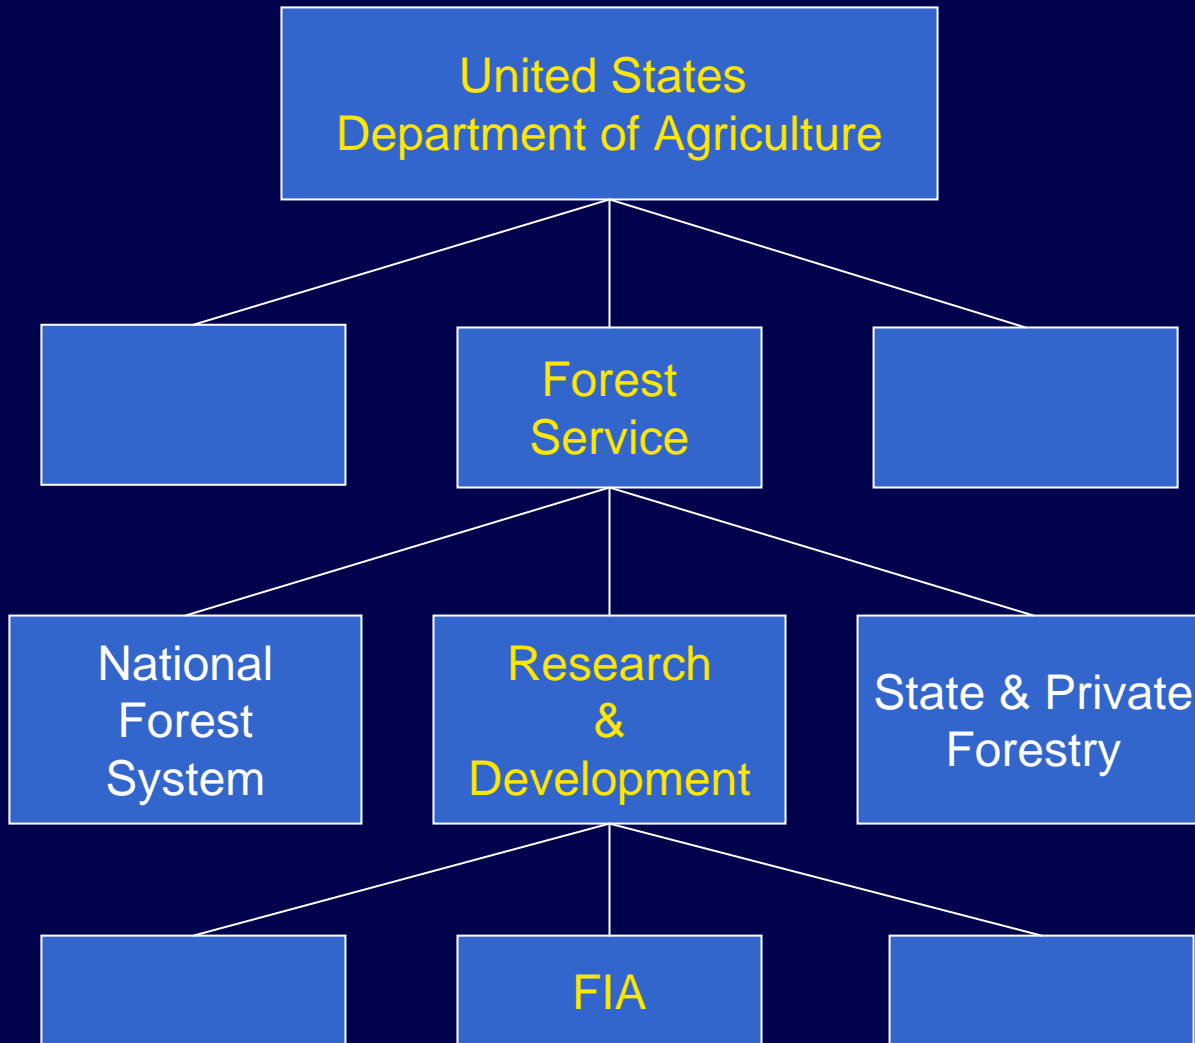 United States
Department of Agriculture
Forest
Service
National
Forest
System
Research
&
Development
State & Private
Forestry
FIA